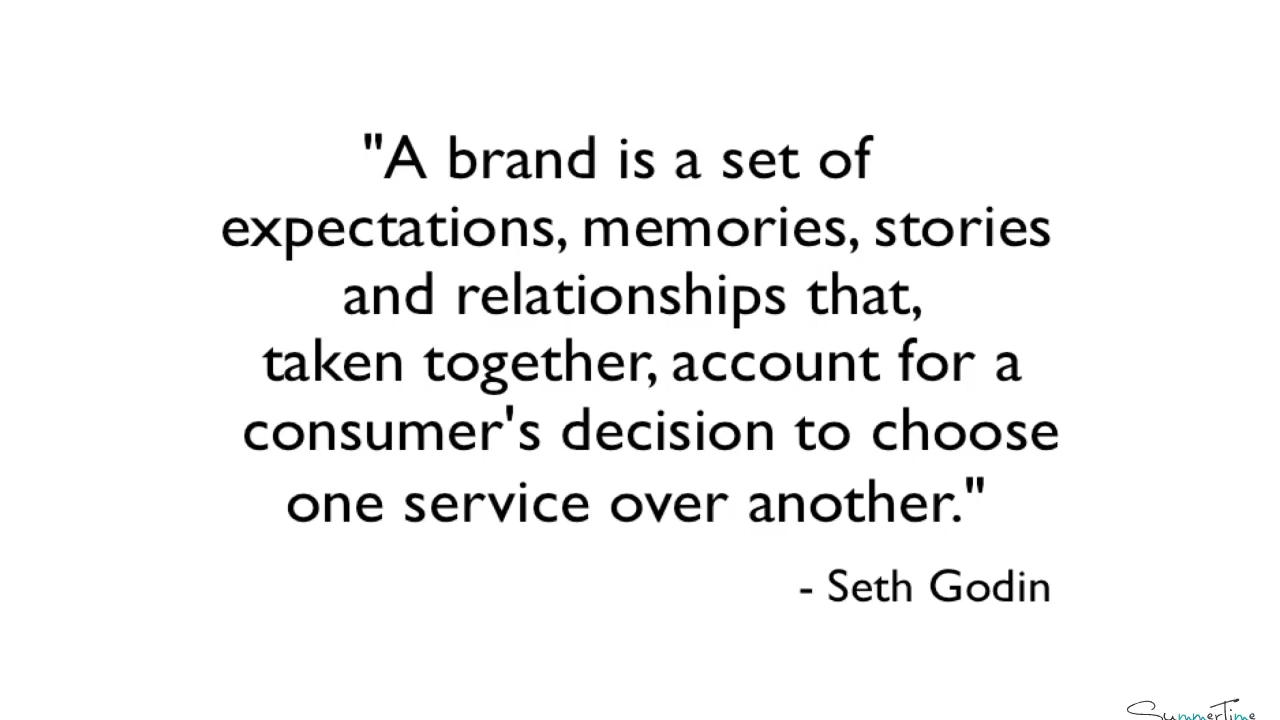 "A brand is a set of
expectations, memories, stories
and relationships that,
taken together, account for a
consumer's decision to choose
one service over another."
- Seth Godin
SummerTime